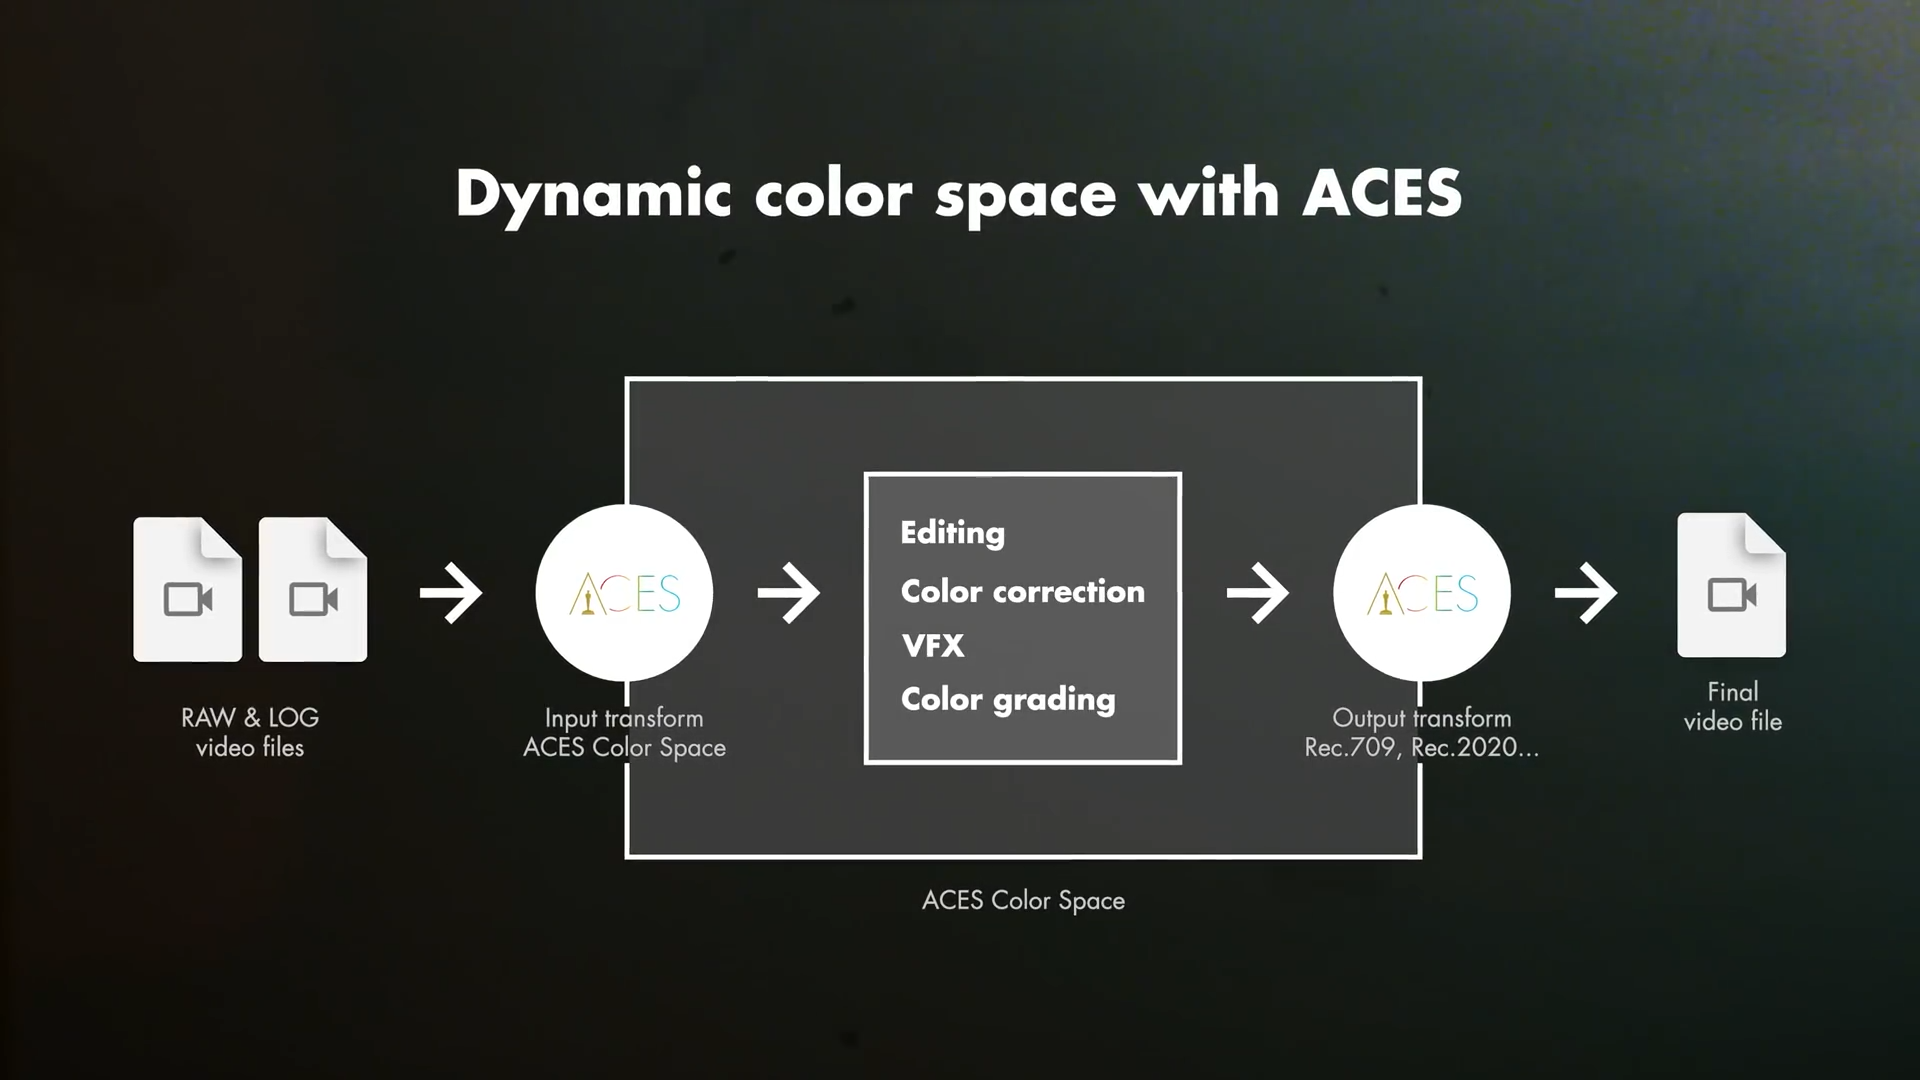 Dynamic color space with ACES
RAW & LOG
video files
ACES
Input transform
ACES Color Space
Editing
Color correction
VFX
Color grading
ACES
Output transform
Rec.709, Rec.2020...
Final
video file
ACES Color Space